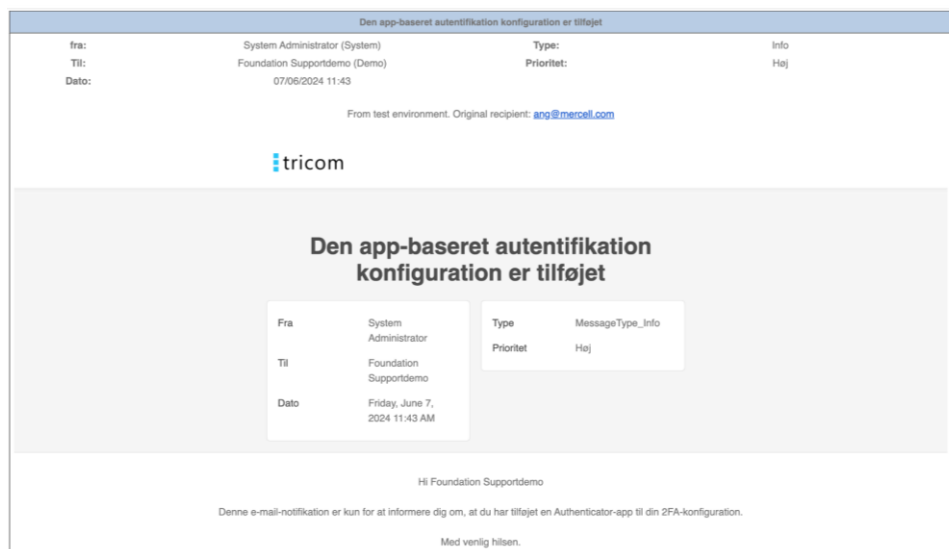 Den app-baseret autentifikation konfiguration er tilføjet
fra: System Administrator (System) Type: Info
Til: Foundation Supportdemo (Demo) Prioritet: Høj
Dato: 07/06/2024 11:43
From test environment. Original recipient: ang@mercell.com
tricom
Den app-baseret autentifikation
konfiguration er tilføjet
Fra System
Administrator
Til Foundation
Supportdemo
Dato Friday, June 7,
2024 11:43 AM
Type MessageType_Info
Prioritet Høj
Hi Foundation Supportdemo
Denne e-mail-notifikation er kun for at informere dig om, at du har tilføjet en Authenticator-app til din 2FA-konfiguration.
Med venlig hilsen.